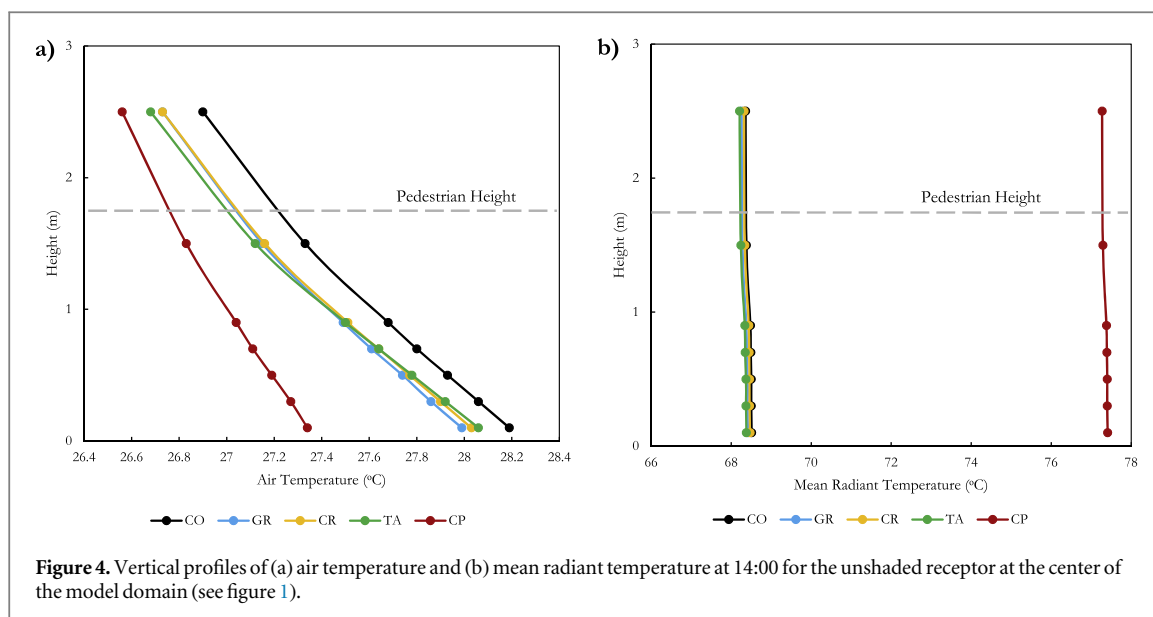 a)
3
2
1
0
Height (m)
Pedestrian Height
26.4 26.6 26.8 27 27.2 27.4 27.6 27.8 28 28.2 28.4
Air Temperature (ºC)
CO GR CR TA CP
b)
3
2
1
0
Height (m)
Pedestrian Height
66 68 70 72 74 76 78
Mean Radiant Temperature (ºC)
CO GR CR TA CP
Figure 4. Vertical profiles of (a) air temperature and (b) mean radiant temperature at 14:00 for the unshaded receptor at the center of
the model domain (see figure 1).